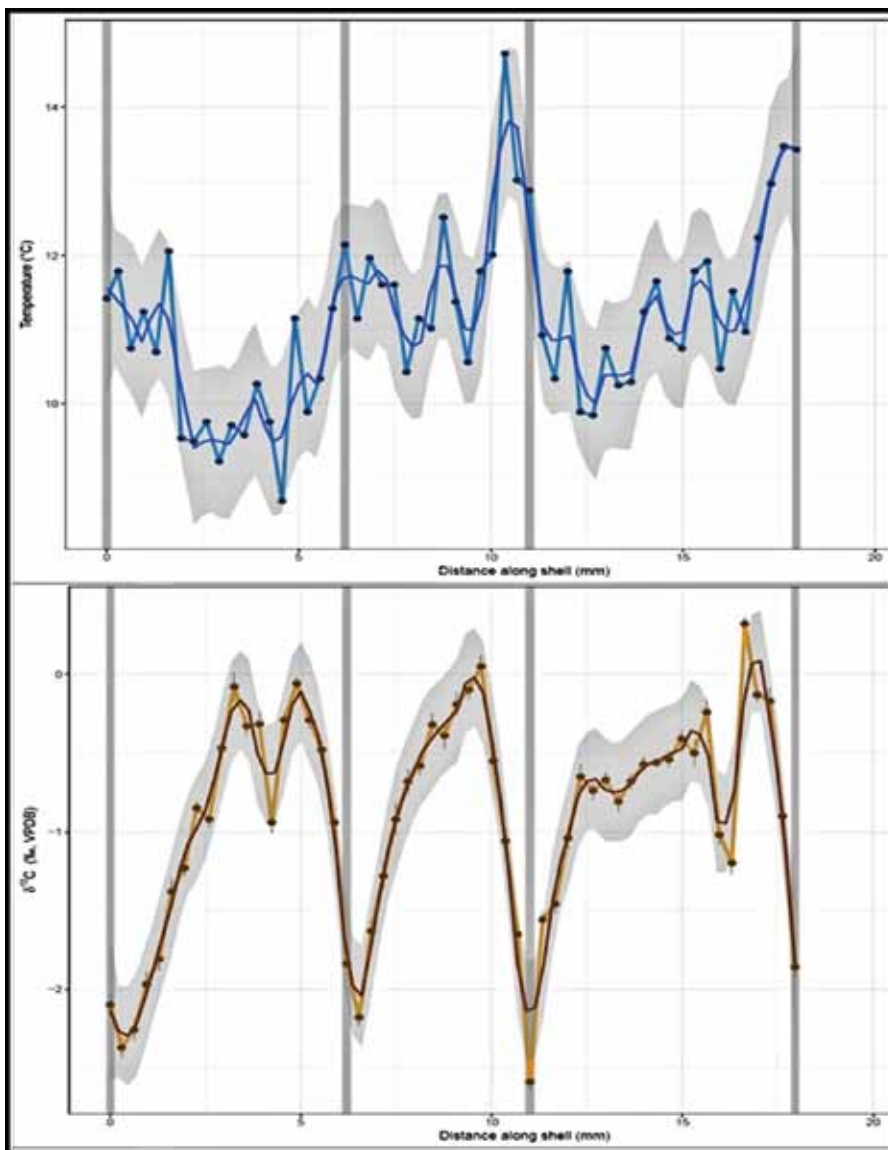 14
12
10
Temperature (°C)
0 5 10 15 20
Distance along shell (mm)
0
-1
-2
δ¹³C (‰, VPDB)
0 5 10 15 20
Distance along shell (mm)